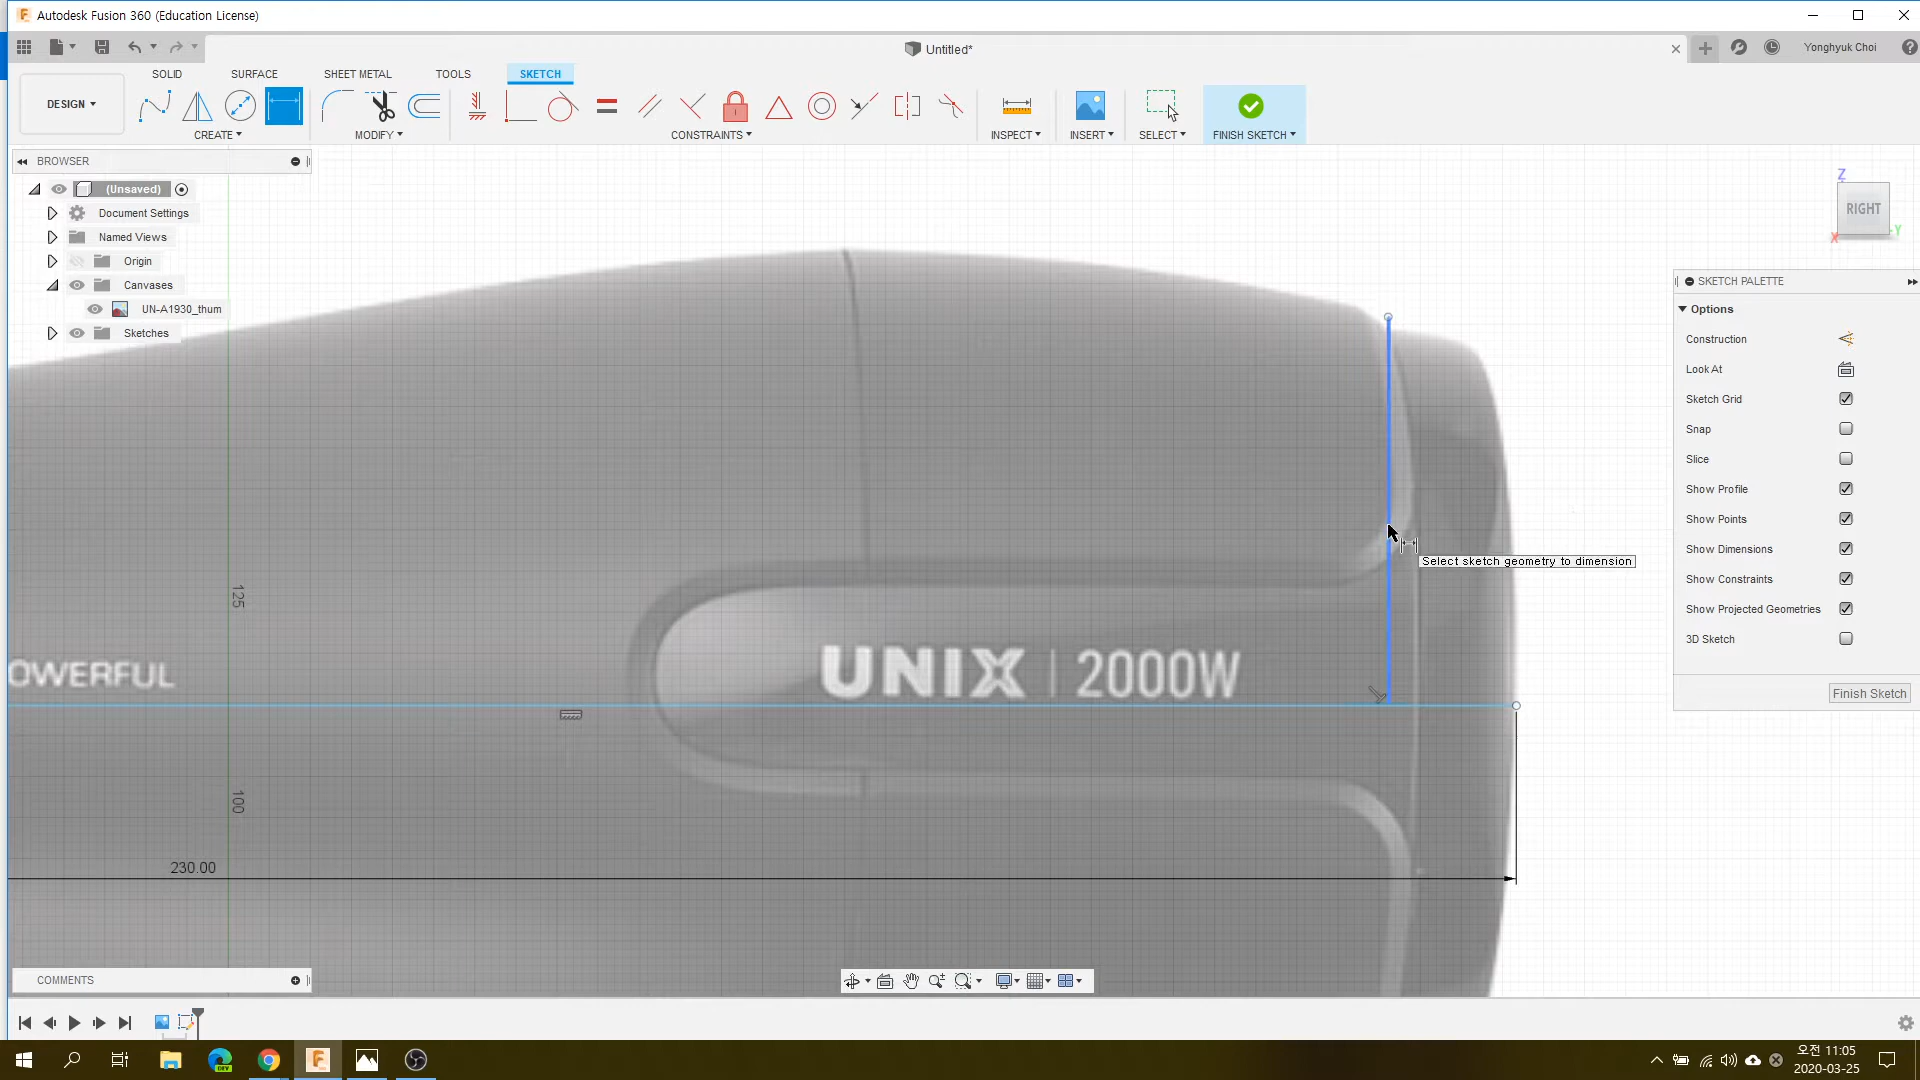 Autodesk Fusion 360 (Education License)
Untitled*
Yonghyuk Choi
SOLID
SURFACE
SHEET METAL
TOOLS
SKETCH
DESIGN
CREATE
MODIFY
CONSTRAINTS
INSPECT
INSERT
SELECT
FINISH SKETCH
BROWSER
(Unsaved)
Document Settings
Named Views
Origin
Canvases
UN-A1930_thum
Sketches
Z
RIGHT
X
Y
SKETCH PALETTE
Options
Construction
Look At
Sketch Grid
Snap
Slice
Show Profile
Show Points
Show Dimensions
Show Constraints
Show Projected Geometries
3D Sketch
Finish Sketch
Select sketch geometry to dimension
125
OWERFUL
UNIX | 2000W
100
230.00
COMMENTS
DEV
오전 11:05
2020-03-25